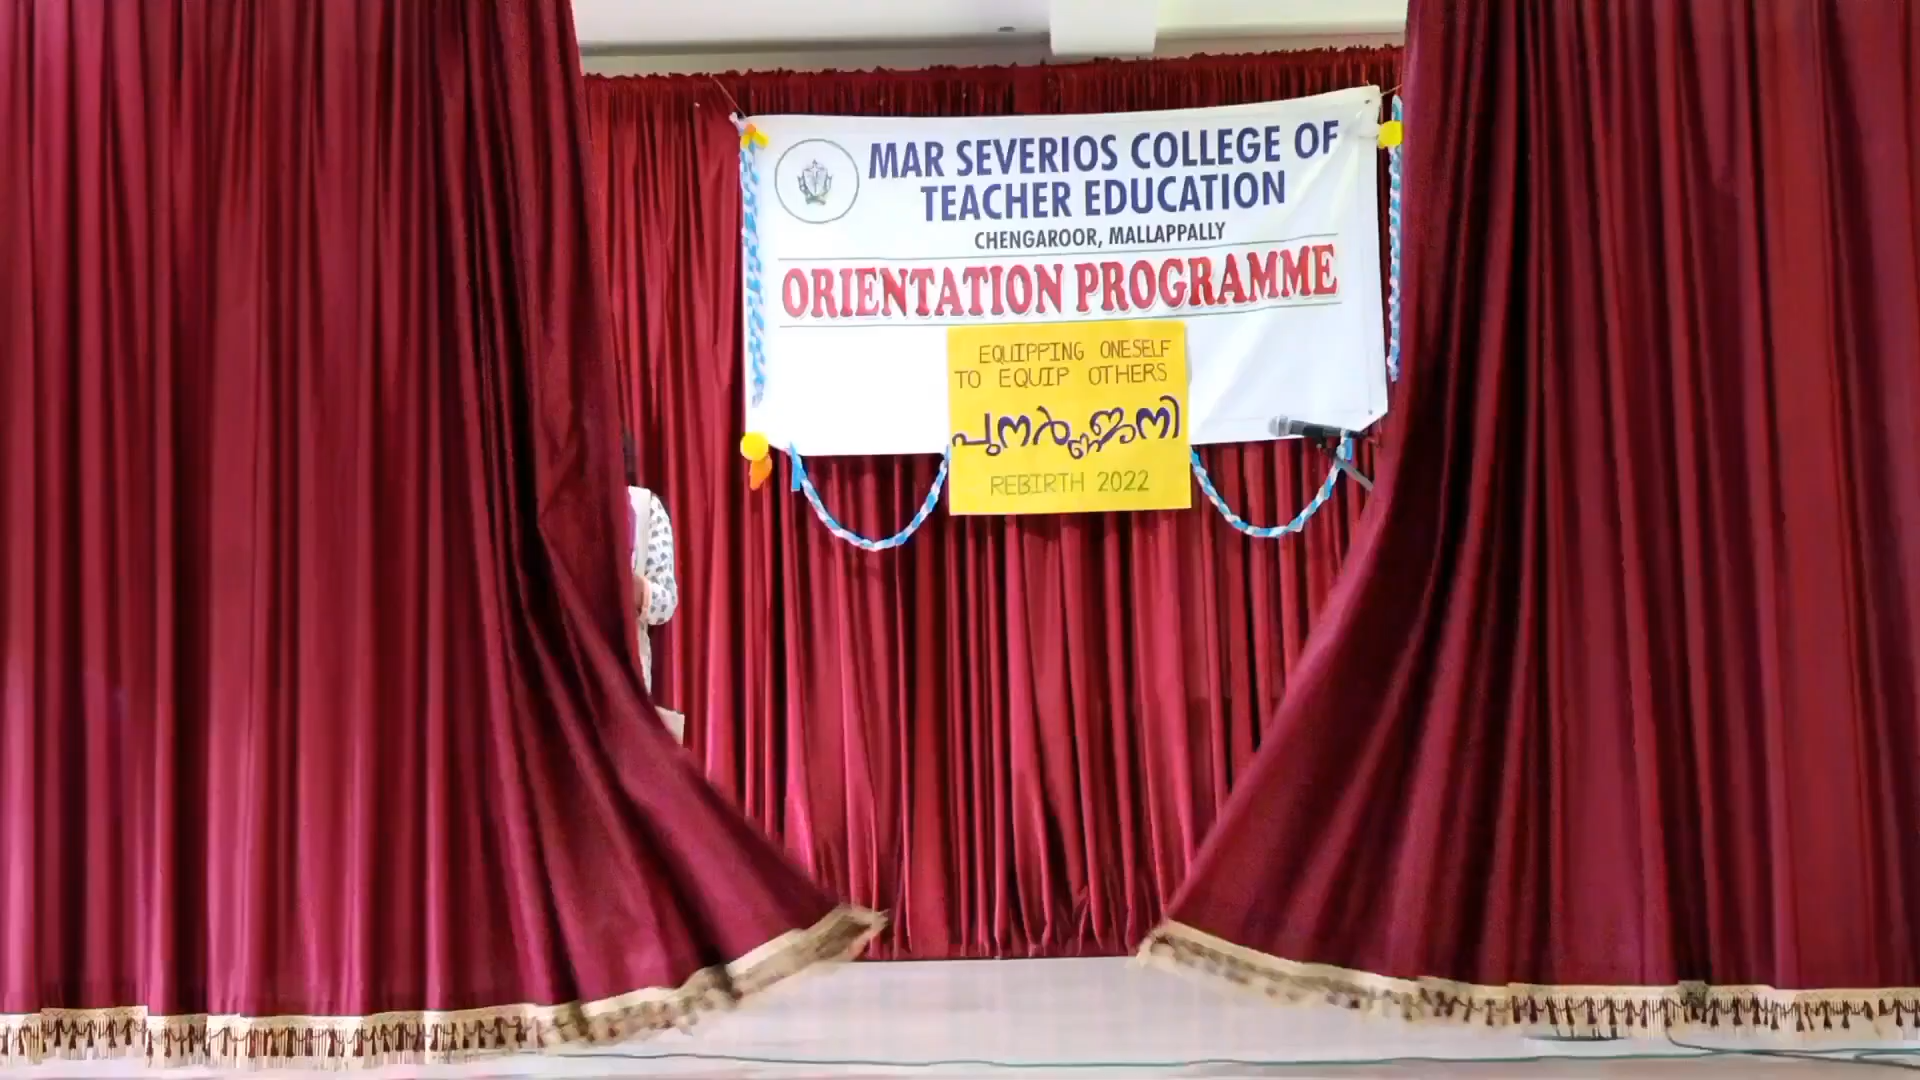 MAR SEVERIOS COLLEGE OF
TEACHER EDUCATION
CHENGAROOR, MALLAPPALLY
ORIENTATION PROGRAMME
EQUIPPING ONESELF
TO EQUIP OTHERS
പുനർജ്ജനി
REBIRTH 2022